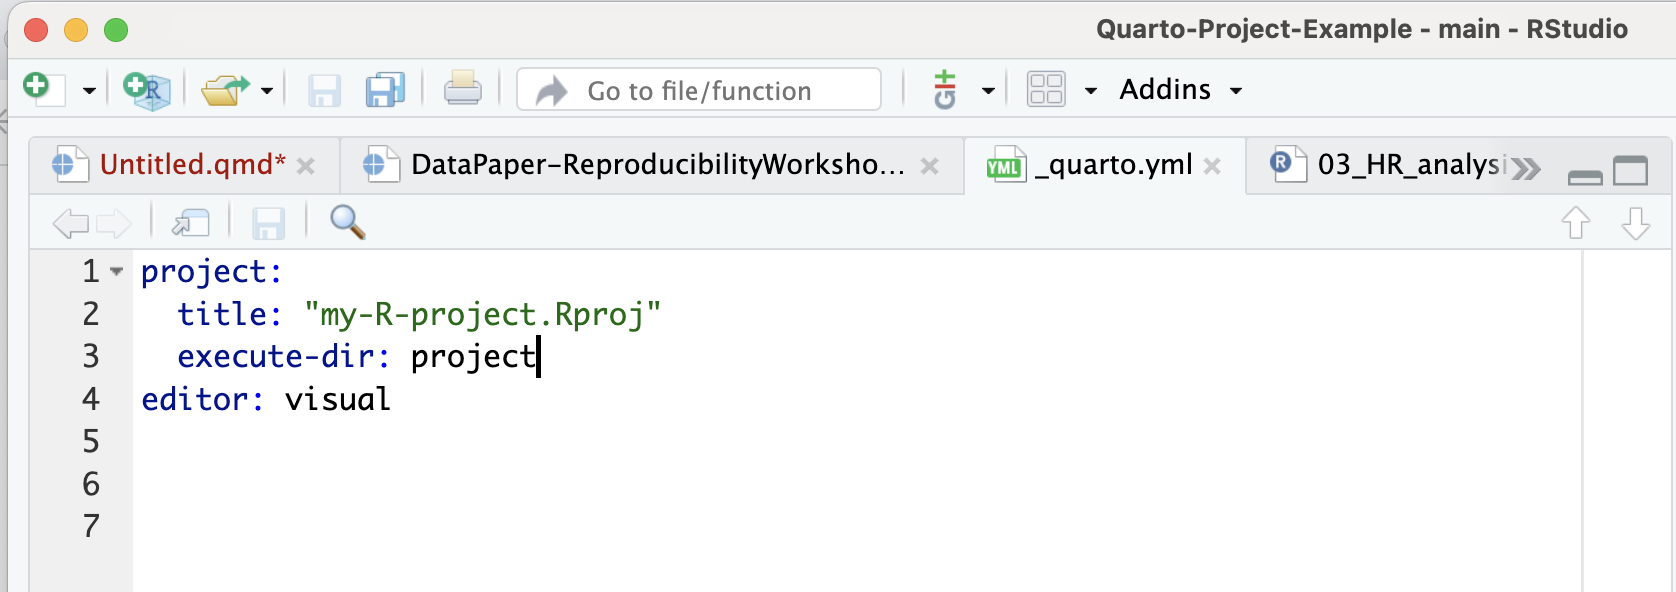 Quarto-Project-Example - main - RStudio
Go to file/function
Addins
Untitled.qmd*
DataPaper-ReproducibilityWorksho...
YML _quarto.yml
03_HR_analysi
1 project:
2 title: "my-R-project.Rproj"
3 execute-dir: project
4 editor: visual
5
6
7